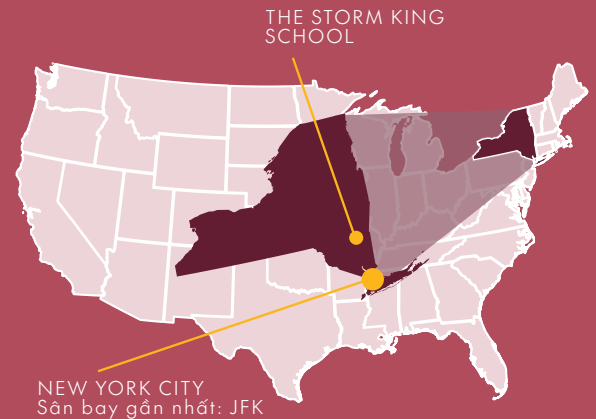 THE STORM KING
SCHOOL
NEW YORK CITY
Sân bay gần nhất: JFK